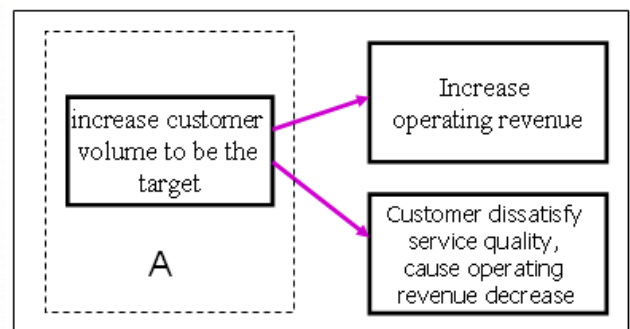 increase customer
volume to be the
target
A
Increase
operating revenue
Customer dissatisfy
service quality,
cause operating
revenue decrease